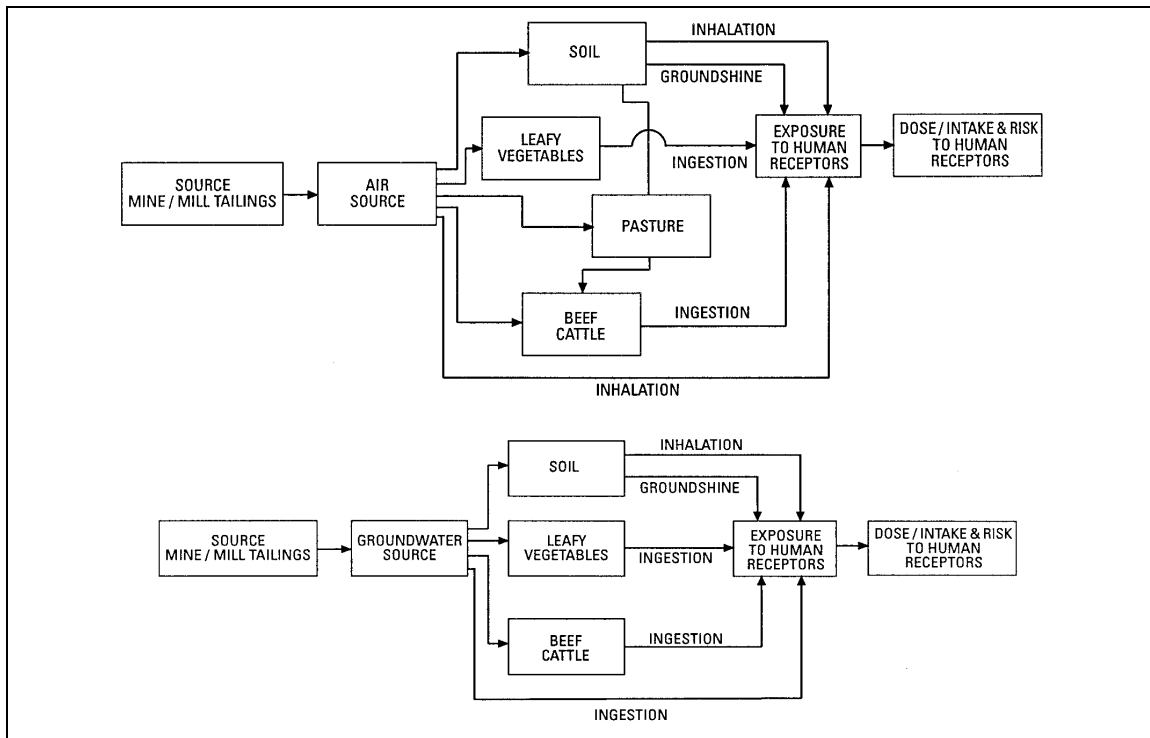 INHALATION
SOIL
GROUNDSHINE
LEAFY
VEGETABLES
INGESTION
EXPOSURE
TO HUMAN
RECEPTORS
DOSE / INTAKE & RISK
TO HUMAN
RECEPTORS
SOURCE
MINE / MILL TAILINGS
AIR
SOURCE
PASTURE
BEEF
CATTLE
INGESTION
INHALATION
INHALATION
SOIL
GROUNDSHINE
SOURCE
MINE / MILL TAILINGS
GROUNDWATER
SOURCE
LEAFY
VEGETABLES
INGESTION
EXPOSURE
TO HUMAN
RECEPTORS
DOSE / INTAKE & RISK
TO HUMAN
RECEPTORS
BEEF
CATTLE
INGESTION
INGESTION